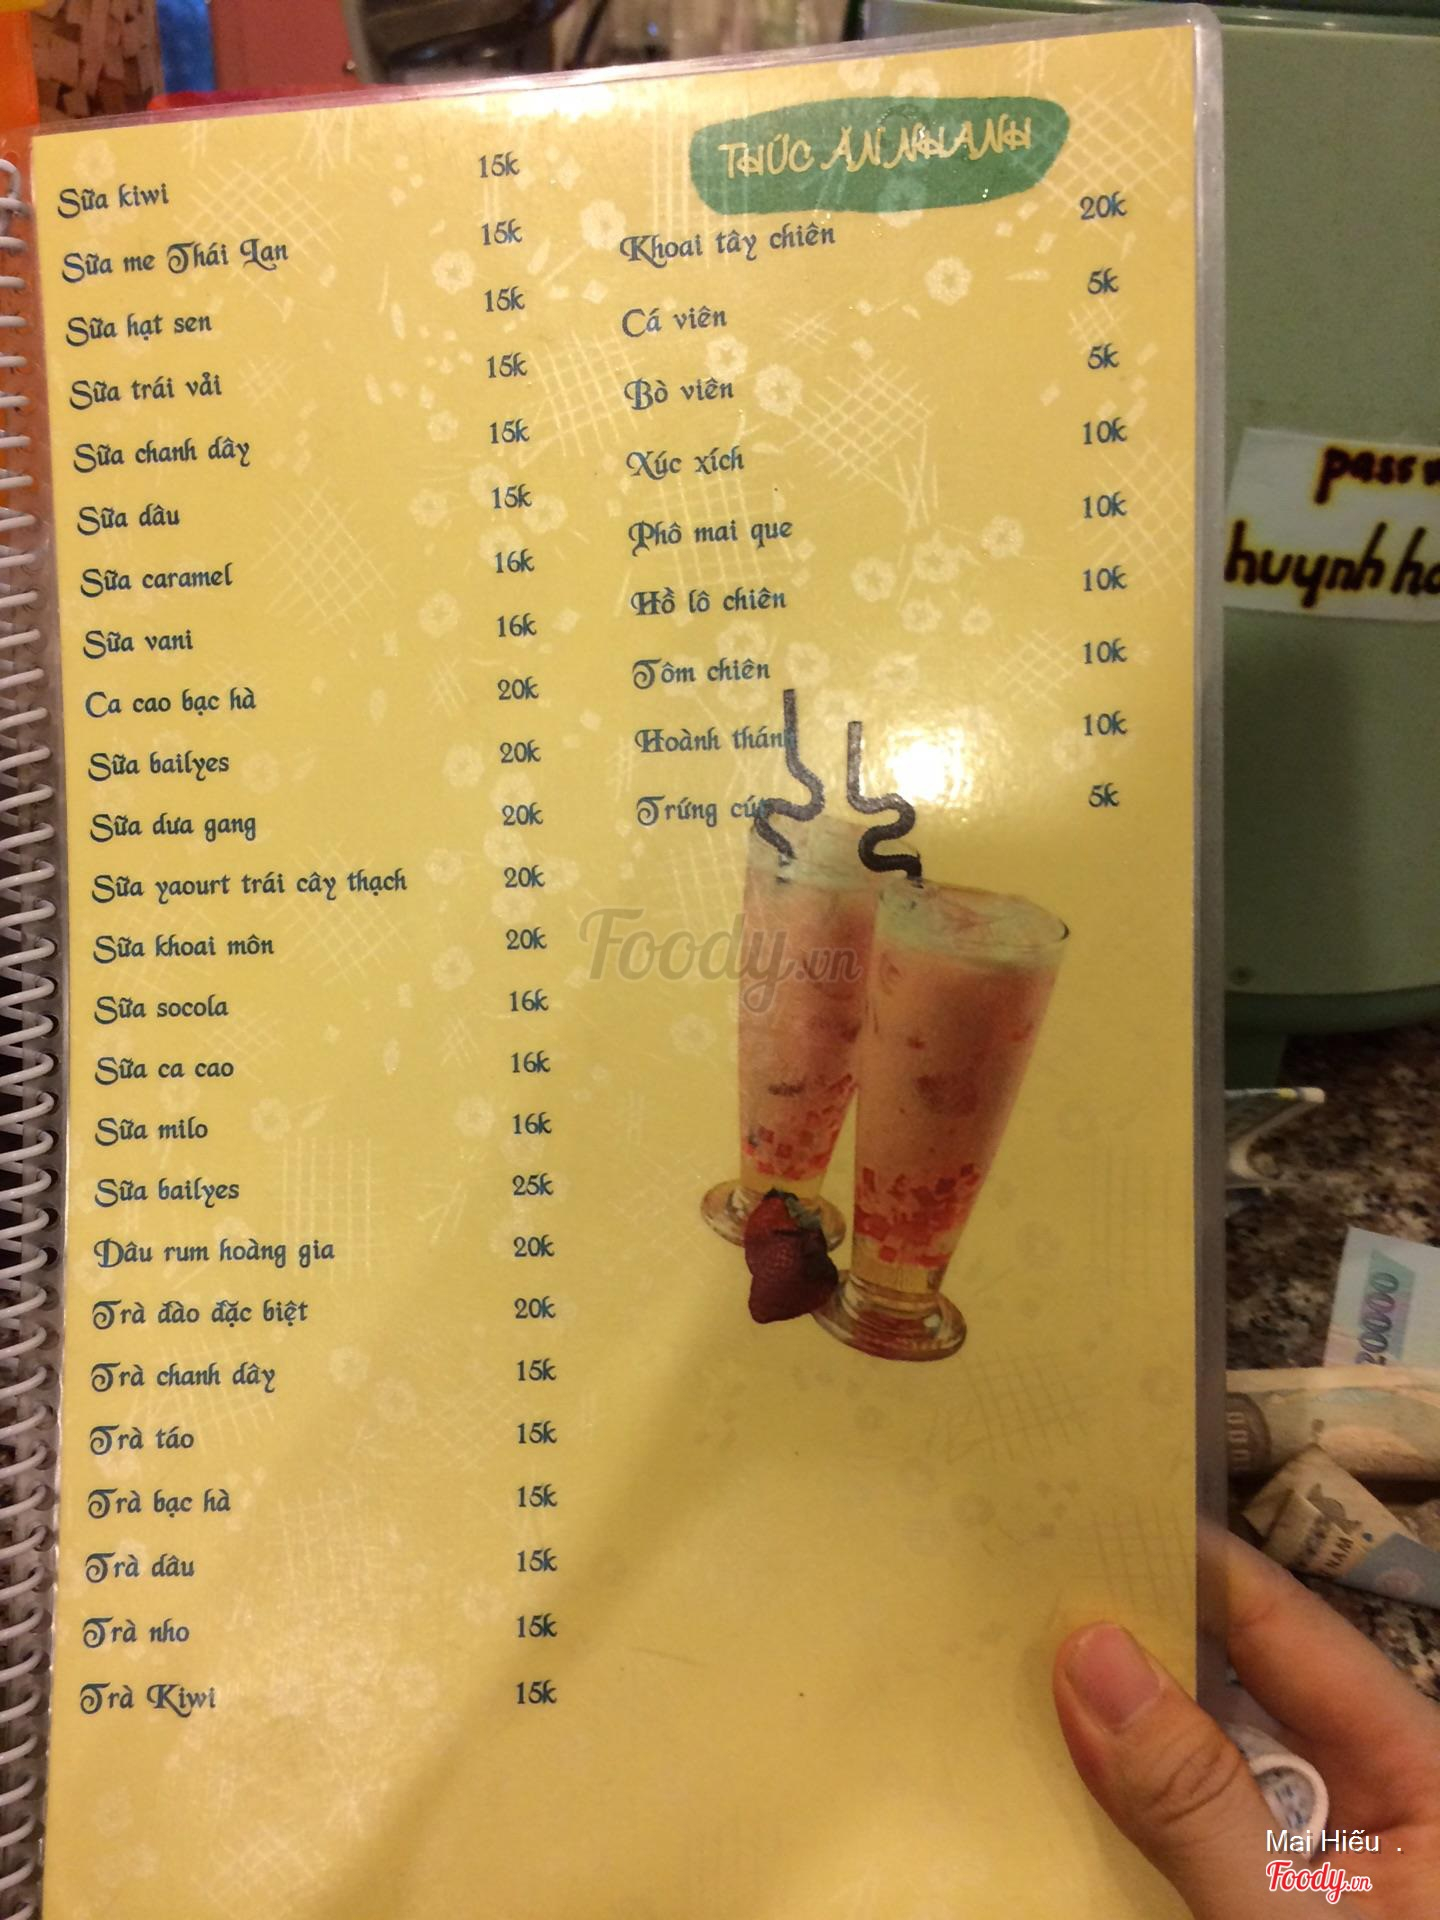 Sữa kiwi 15k
Sữa me Thái Lan 15k
Sữa hạt sen 15k
Sữa trái vải 15k
Sữa chanh dây 15k
Sữa dâu 15k
Sữa caramel 16k
Sữa vani 16k
Ca cao bạc hà 20k
Sữa bailyes 20k
Sữa dưa gang 20k
Sữa yaourt trái cây thạch 20k
Sữa khoai môn 20k
Sữa socola 16k
Sữa ca cao 16k
Sữa milo 16k
Sữa bailyes 25k
Dâu rum hoàng gia 20k
Trà đào đặc biệt 20k
Trà chanh dây 15k
Trà táo 15k
Trà bạc hà 15k
Trà dâu 15k
Trà nho 15k
Trà Kiwi 15k
THỨC ĂN NHANH
Khoai tây chiên 20k
Cá viên 5k
Bò viên 5k
Xúc xích 10k
Phô mai que 10k
Hồ lô chiên 10k
Tôm chiên 10k
Hoành thánh 10k
Trứng cút 5k
Foody.vn
huynh
20000
NAM
Mai Hiếu .
Foody.vn